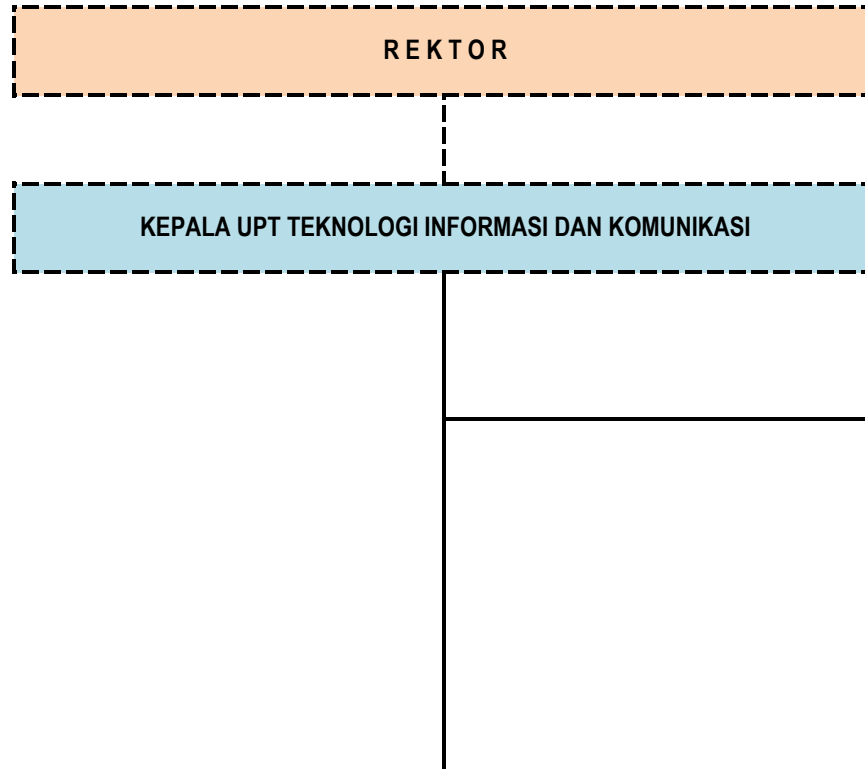 R E K T O R
KEPALA UPT TEKNOLOGI INFORMASI DAN KOMUNIKASI